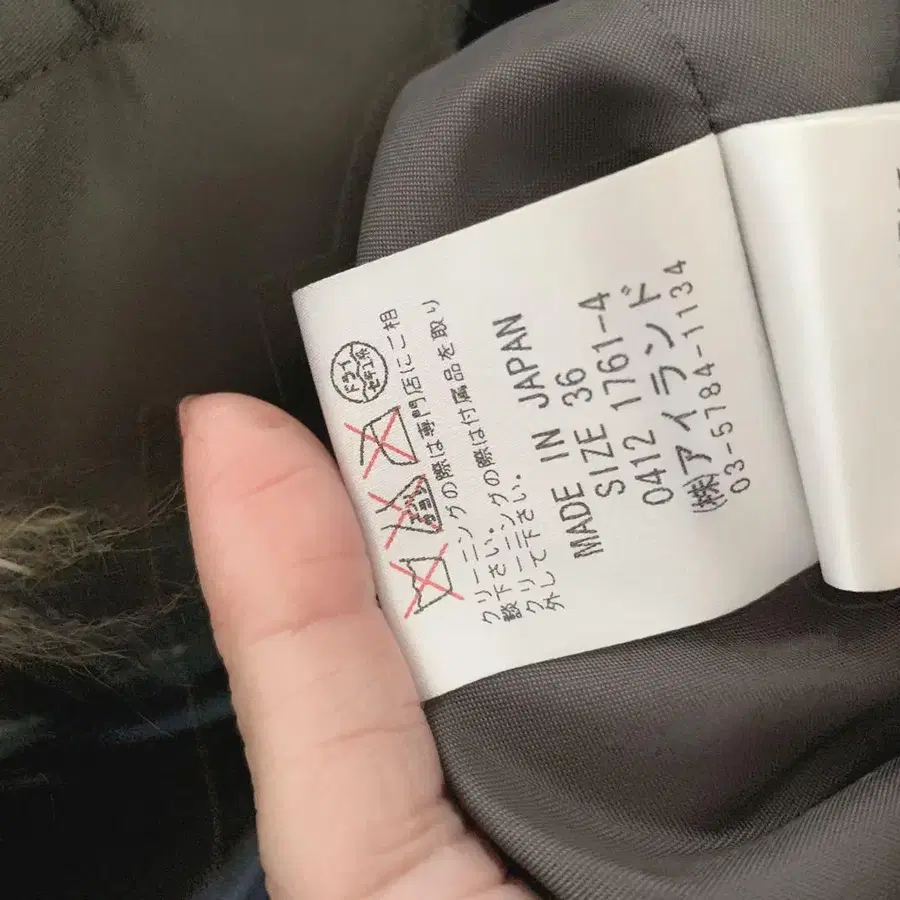 ドライ
セキユ系
クリーニングの際は専門店にご相
談下さい。
クリーニングの際は付属品を取り
外して下さい。
MADE IN JAPAN
SIZE 36
0412 1761-4
(株)アイランド
03-5784-1134